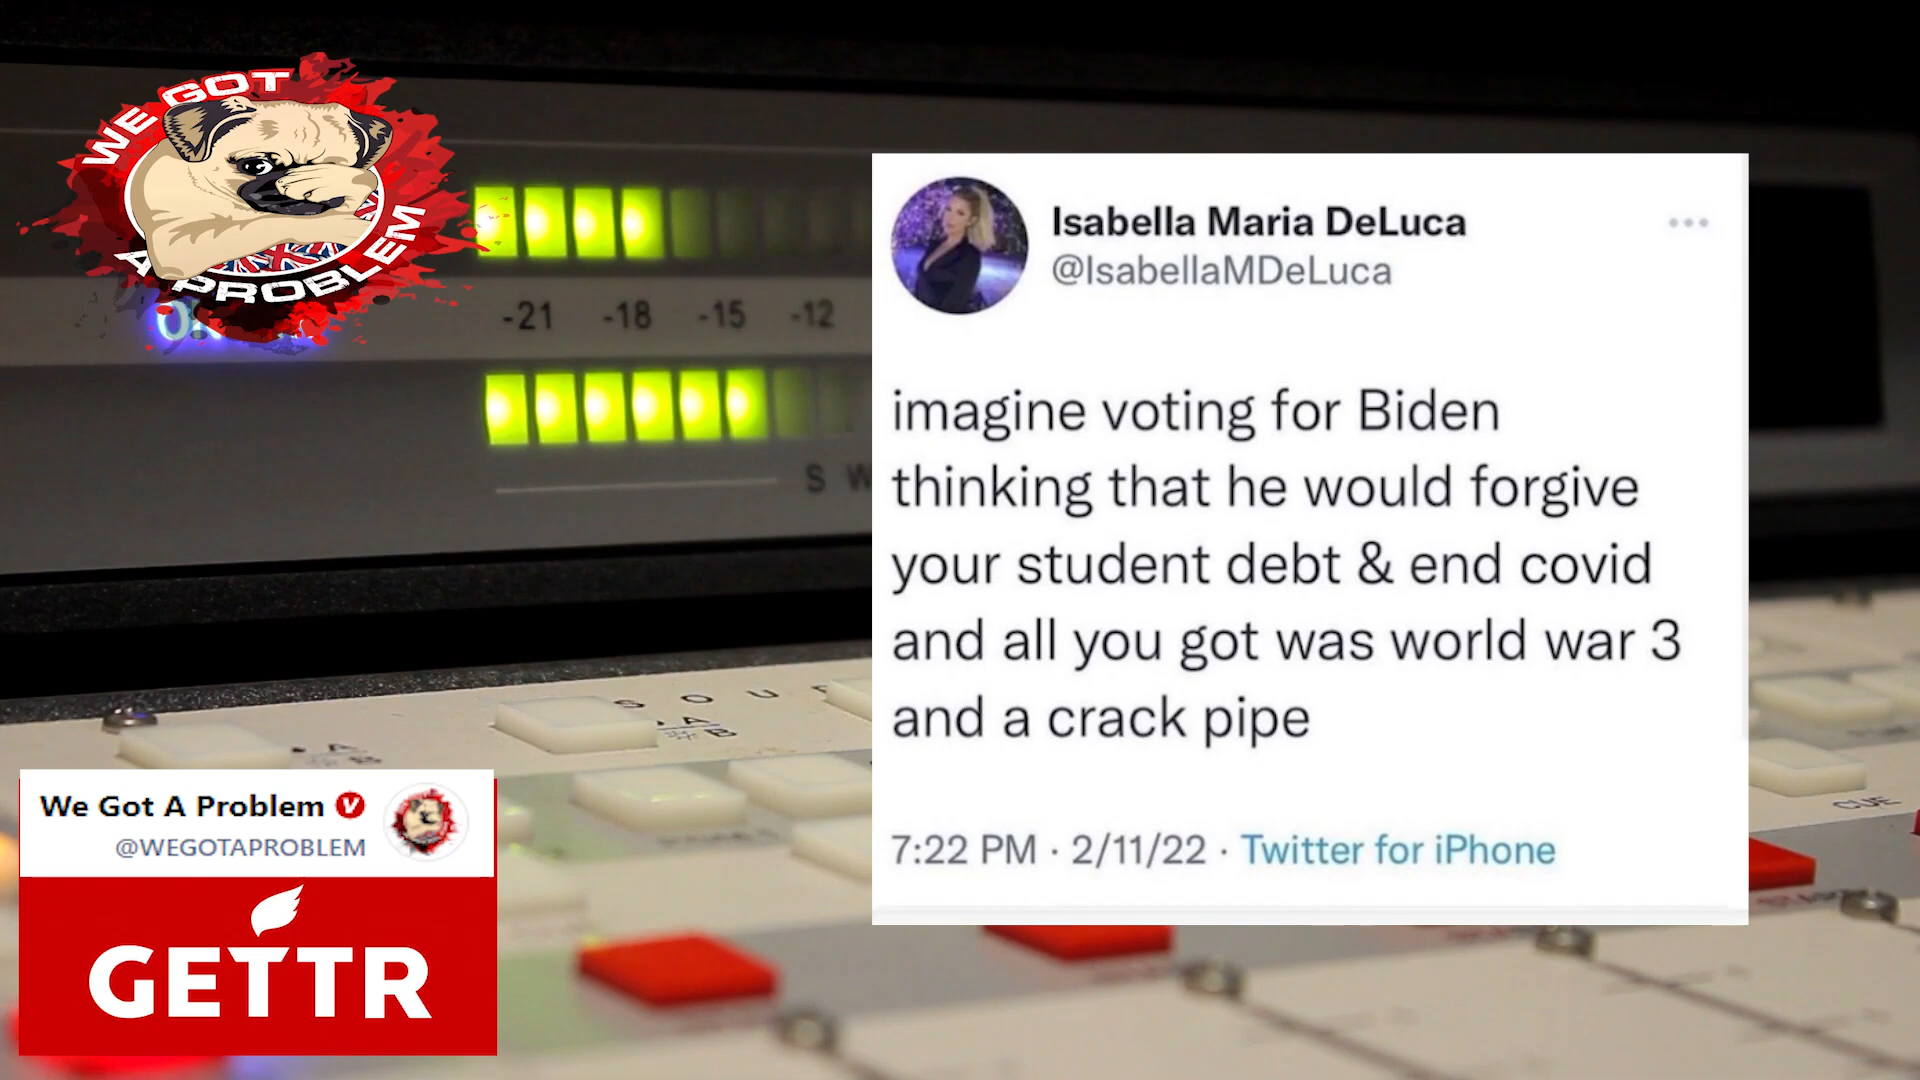 WE GOT
A PROBLEM
-21 -18 -15 -12
S W
Isabella Maria DeLuca
@IsabellaMDeLuca
imagine voting for Biden
thinking that he would forgive
your student debt & end covid
and all you got was world war 3
and a crack pipe
7:22 PM · 2/11/22 · Twitter for iPhone
S O U
A
B
A
B
CUE
We Got A Problem
@WEGOTAPROBLEM
GETTR